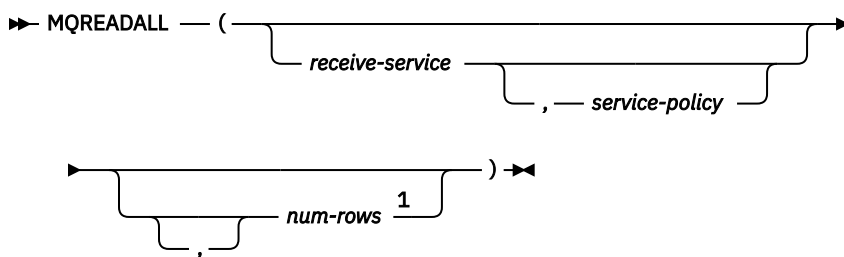 MQREADALL (
receive-service
, service-policy
)
num-rows 1
,